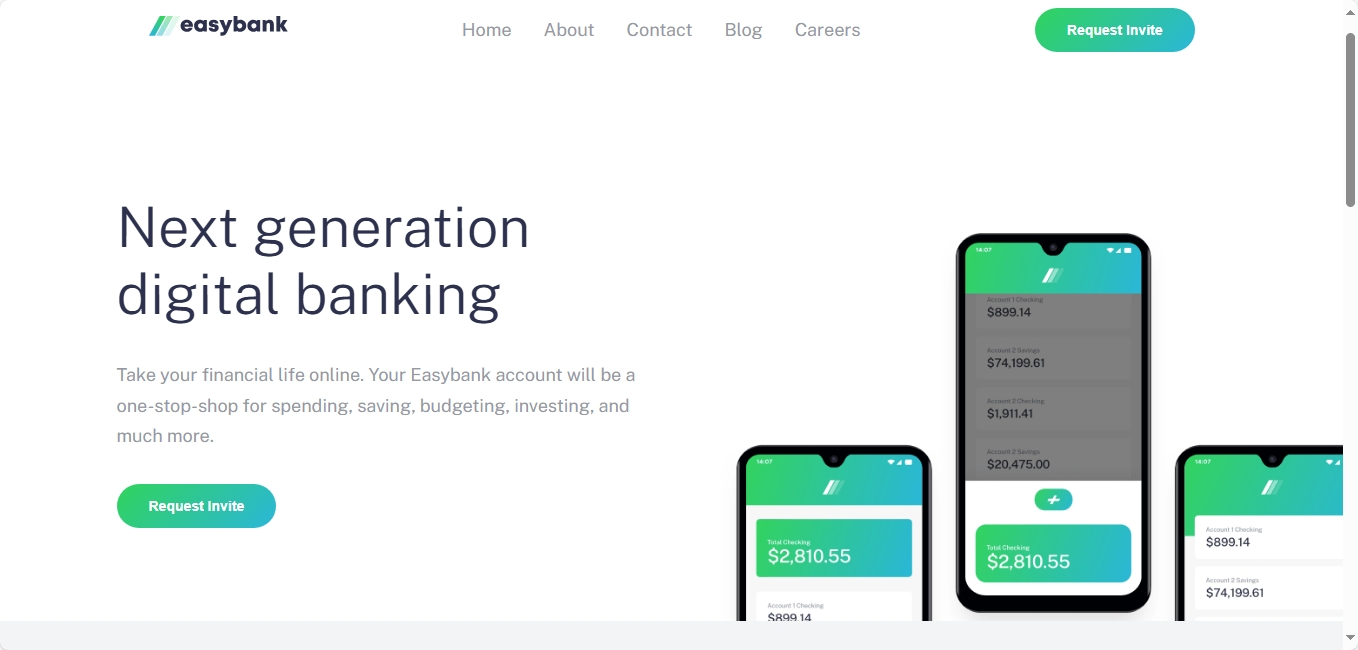 easybank
Home
About
Contact
Blog
Careers
Request Invite
Next generation
digital banking
Take your financial life online. Your Easybank account will be a
one-stop-shop for spending, saving, budgeting, investing, and
much more.
Request Invite
14:07
Total Checking
$2,810.55
Account 1 Checking
$899.14
14:07
Account 1 Checking
$899.14
Account 2 Savings
$74,199.61
Account 2 Checking
$1,911.41
Account 2 Savings
$20,475.00
Total Checking
$2,810.55
14:07
Account 1 Checking
$899.14
Account 2 Savings
$74,199.61